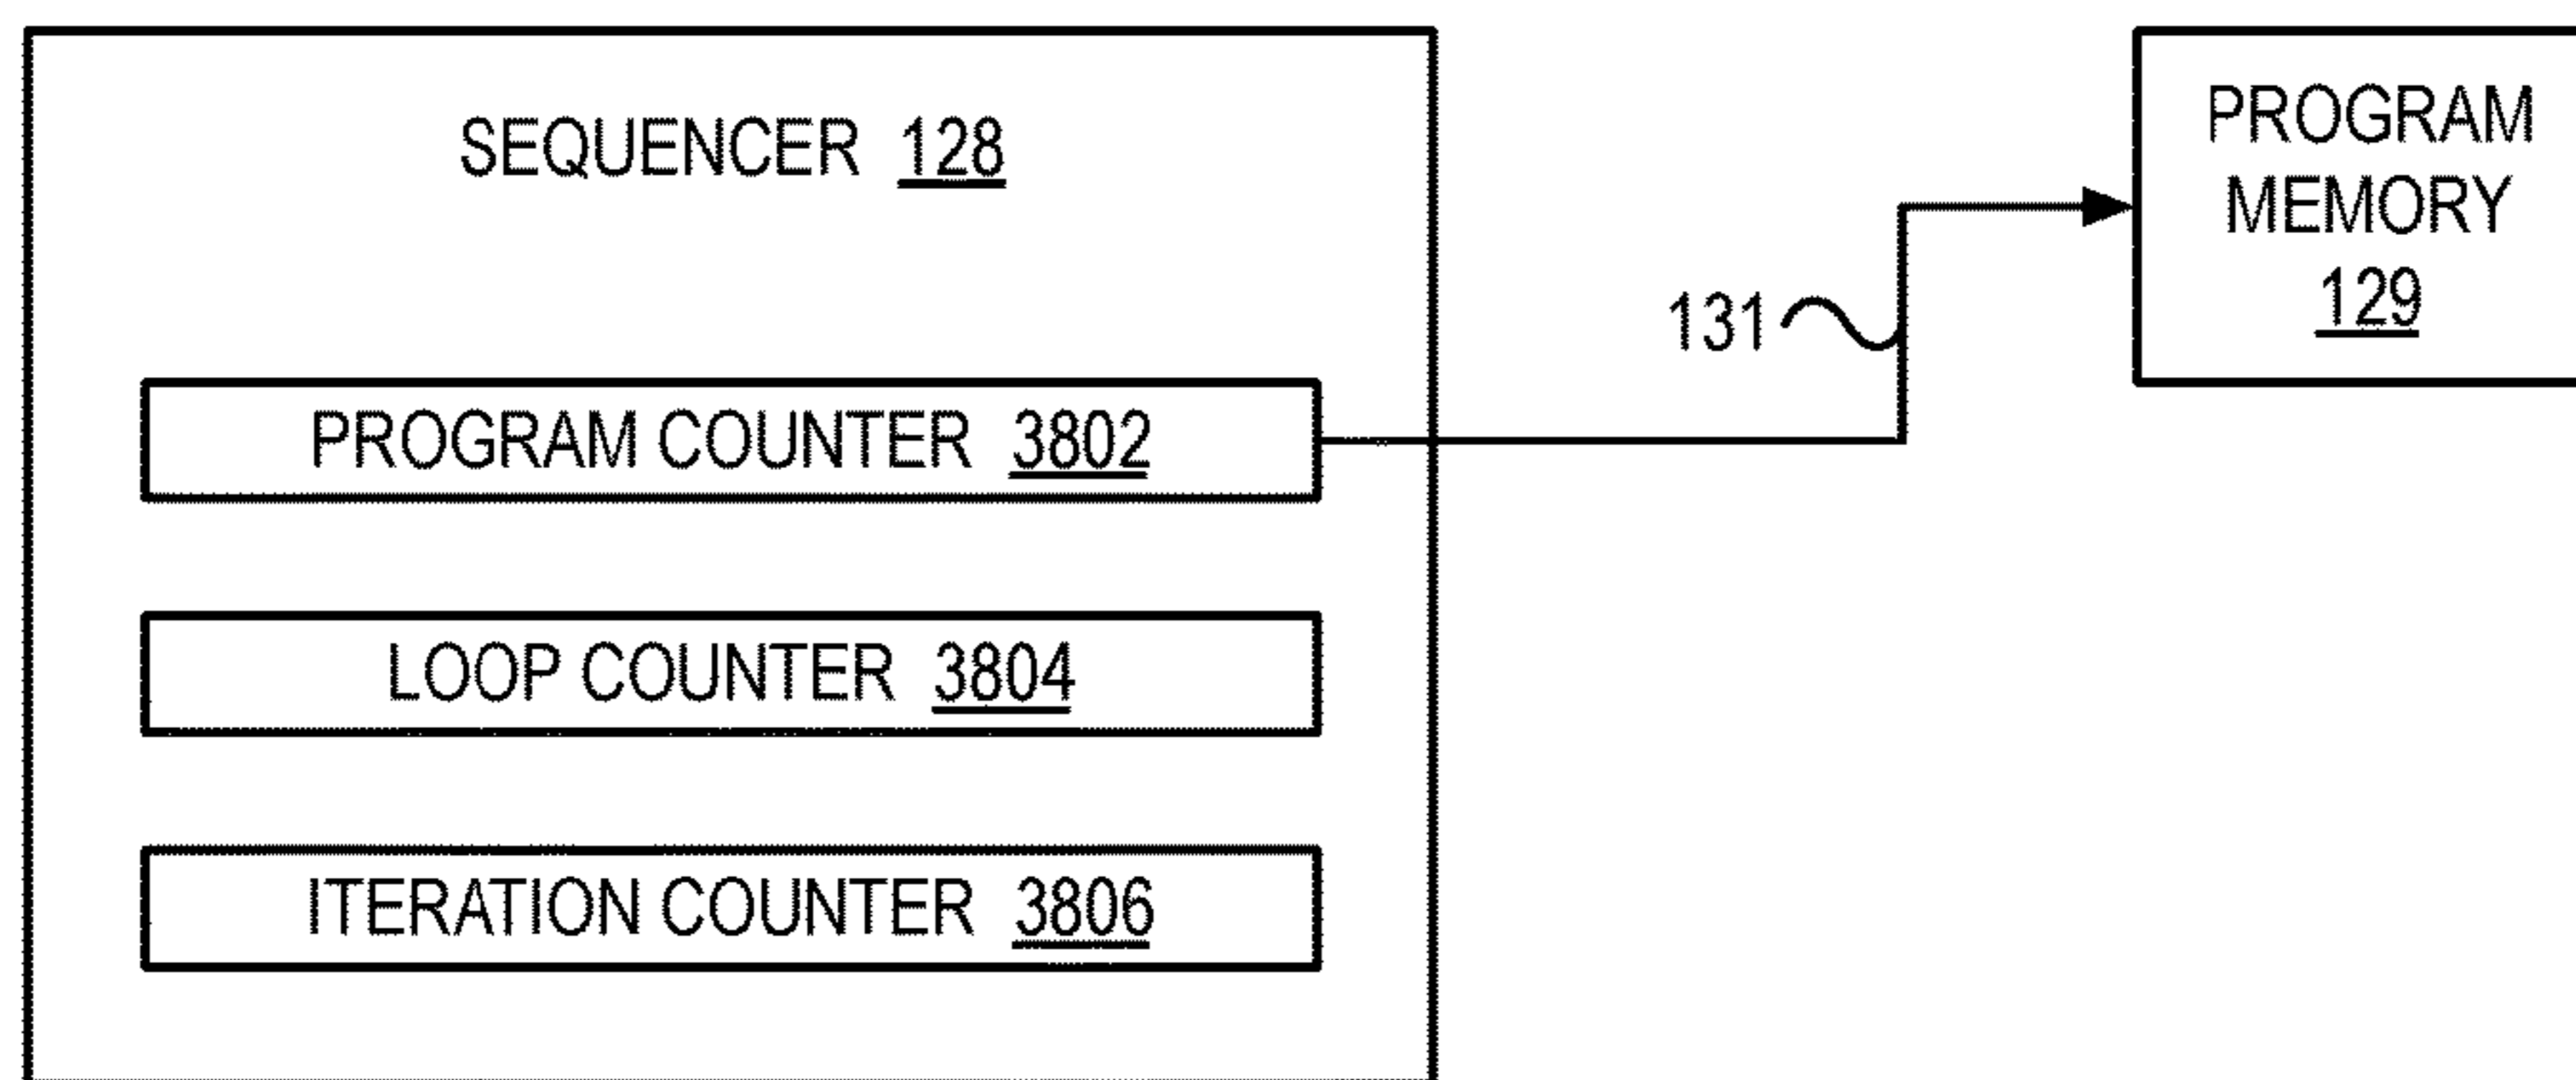 SEQUENCER 128
PROGRAM
MEMORY
129
131
PROGRAM COUNTER 3802
LOOP COUNTER 3804
ITERATION COUNTER 3806